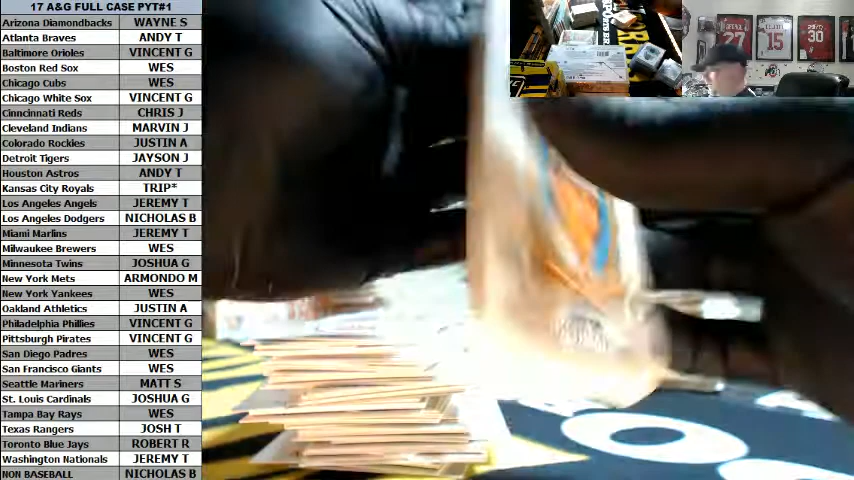 17 A&G FULL CASE PYT#1
Arizona Diamondbacks WAYNE S
Atlanta Braves ANDY T
Baltimore Orioles VINCENT G
Boston Red Sox WES
Chicago Cubs WES
Chicago White Sox VINCENT G
Cinncinati Reds CHRIS J
Cleveland Indians MARVIN J
Colorado Rockies JUSTIN A
Detroit Tigers JAYSON J
Houston Astros ANDY T
Kansas City Royals TRIP*
Los Angeles Angels JEREMY T
Los Angeles Dodgers NICHOLAS B
Miami Marlins JEREMY T
Milwaukee Brewers WES
Minnesota Twins JOSHUA G
New York Mets ARMONDO M
New York Yankees WES
Oakland Athletics JUSTIN A
Philadelphia Phillies VINCENT G
Pittsburgh Pirates VINCENT G
San Diego Padres WES
San Francisco Giants WES
Seattle Mariners MATT S
St. Louis Cardinals JOSHUA G
Tampa Bay Rays WES
Texas Rangers JOSH T
Toronto Blue Jays ROBERT R
Washington Nationals JEREMY T
NON BASEBALL NICHOLAS B
27
15
30